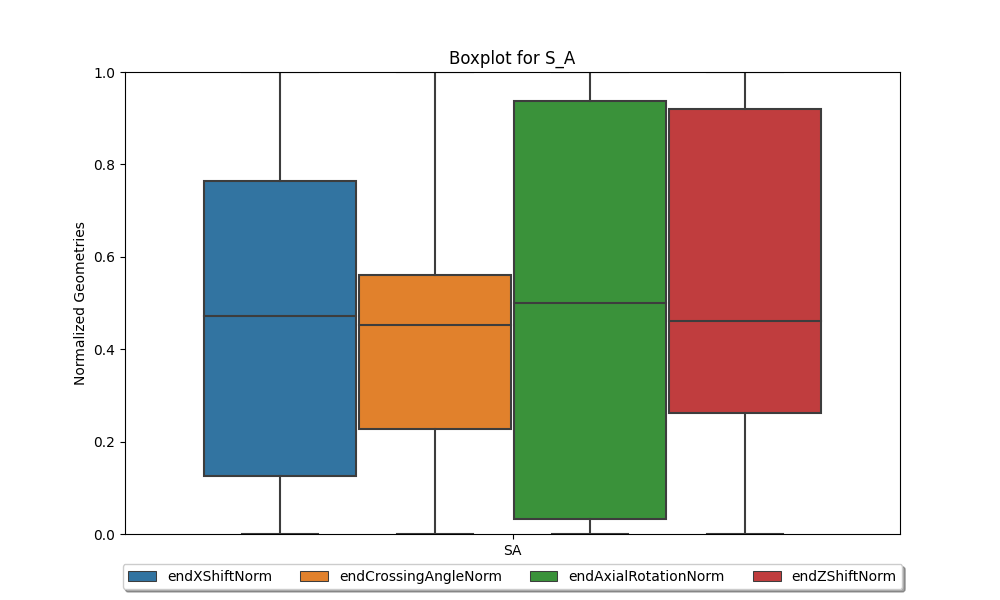 Boxplot for S_A
1.0
0.8
0.6
0.4
0.2
0.0
Normalized Geometries
SA
endXShiftNorm endCrossingAngleNorm endAxialRotationNorm endZShiftNorm